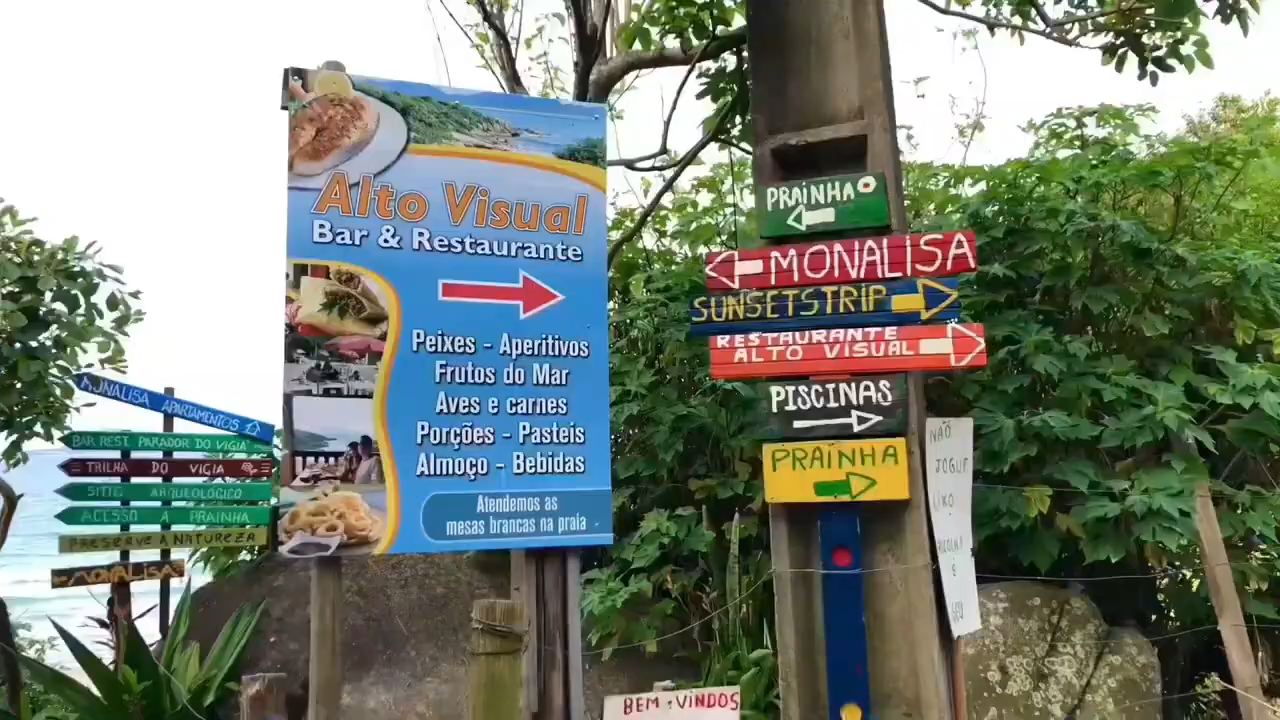 Alto Visual
Bar & Restaurante
Peixes - Aperitivos
Frutos do Mar
Aves e carnes
Porções - Pasteis
Almoço - Bebidas
Atendemos as
mesas brancas na praia
MONALISA APARTAMENTOS
BAR REST PARADOR DO VIGIA
TRILHA DO VIGIA
SITIO ARQUEOLÓGICO
ACESSO A PRAINHA
PRESERVE A NATUREZA
MONALISA
PRAINHA
MONALISA
SUNSETSTRIP
RESTAURANTE
ALTO VISUAL
PISCINAS
PRAINHA
NÃO
JOGUE
LIXO
É
SEU
BEM VINDOS